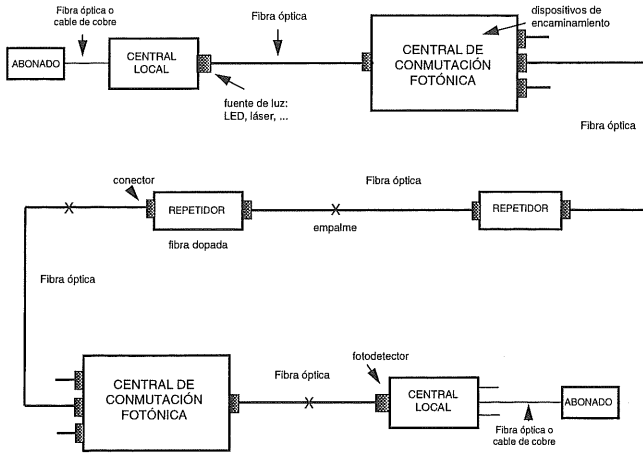 Fibra óptica o
cable de cobre
Fibra óptica
dispositivos de
encaminamiento
ABONADO
CENTRAL
LOCAL
CENTRAL DE
CONMUTACIÓN
FOTÓNICA
fuente de luz:
LED, láser, ...
Fibra óptica
conector
Fibra óptica
REPETIDOR
REPETIDOR
fibra dopada
empalme
Fibra óptica
fotodetector
Fibra óptica
CENTRAL DE
CONMUTACIÓN
FOTÓNICA
CENTRAL
LOCAL
ABONADO
Fibra óptica o
cable de cobre